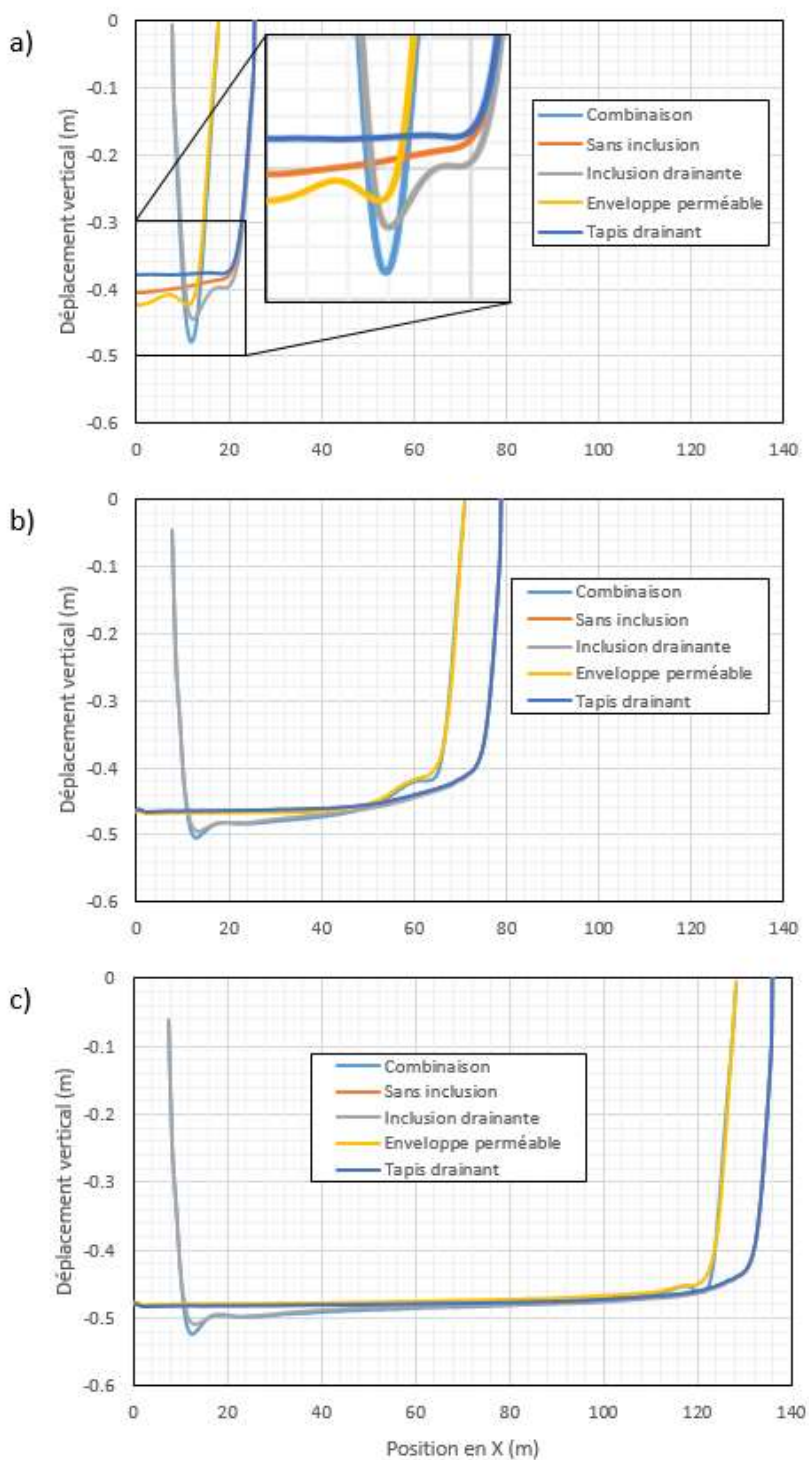 a)
Déplacement vertical (m)
0
-0.1
-0.2
-0.3
-0.4
-0.5
-0.6
0 20 40 60 80 100 120 140
Combinaison
Sans inclusion
Inclusion drainante
Enveloppe perméable
Tapis drainant
b)
Déplacement vertical (m)
0
-0.1
-0.2
-0.3
-0.4
-0.5
-0.6
0 20 40 60 80 100 120 140
Combinaison
Sans inclusion
Inclusion drainante
Enveloppe perméable
Tapis drainant
c)
Déplacement vertical (m)
0
-0.1
-0.2
-0.3
-0.4
-0.5
-0.6
0 20 40 60 80 100 120 140
Combinaison
Sans inclusion
Inclusion drainante
Enveloppe perméable
Tapis drainant
Position en X (m)